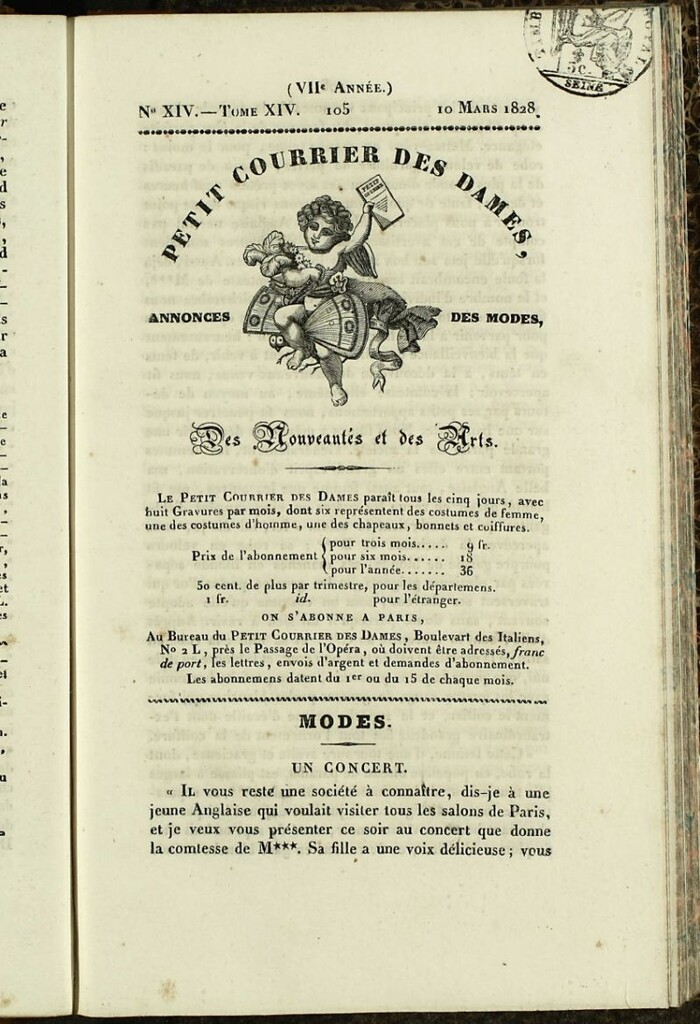 (VIIe Année.)
No XIV.—Tome XIV. 105 10 Mars 1828.
PETIT COURRIER DES DAMES,
PETIT
ANNONCES DES MODES,
Des Nouveautés et des Arts.
Le Petit Courrier des Dames paraît tous les cinq jours, avec
huit Gravures par mois, dont six représentent des costumes de femme,
une des costumes d'homme, une des chapeaux, bonnets et coiffures.
Prix de l'abonnement { pour trois mois..... 9 fr.
pour six mois...... 18
pour l'année....... 36
50 cent. de plus par trimestre, pour les départemens.
1 fr. id. pour l'étranger.
ON S'ABONNE A PARIS,
Au Bureau du Petit Courrier des Dames, Boulevart des Italiens,
No 2 L, près le Passage de l'Opéra, où doivent être adressés, franc
de port, les lettres, envois d'argent et demandes d'abonnement.
Les abonnemens datent du 1er ou du 15 de chaque mois.
MODES.
UN CONCERT.
« Il vous reste une société à connaître, dis-je à une
jeune Anglaise qui voulait visiter tous les salons de Paris,
et je veux vous présenter ce soir au concert que donne
la comtesse de M***. Sa fille a une voix délicieuse; vous
5c.
SEINE